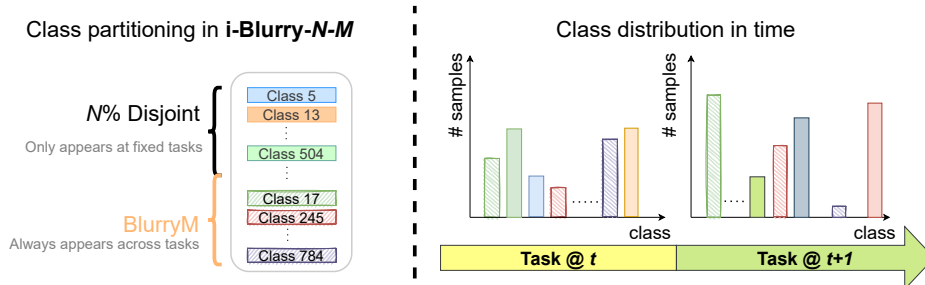 Class partitioning in i-Blurry-N-M
N% Disjoint
Only appears at fixed tasks
BlurryM
Always appears across tasks
Class 5
Class 13
Class 504
Class 17
Class 245
Class 784
Class distribution in time
# samples
class
# samples
class
Task @ t
Task @ t+1